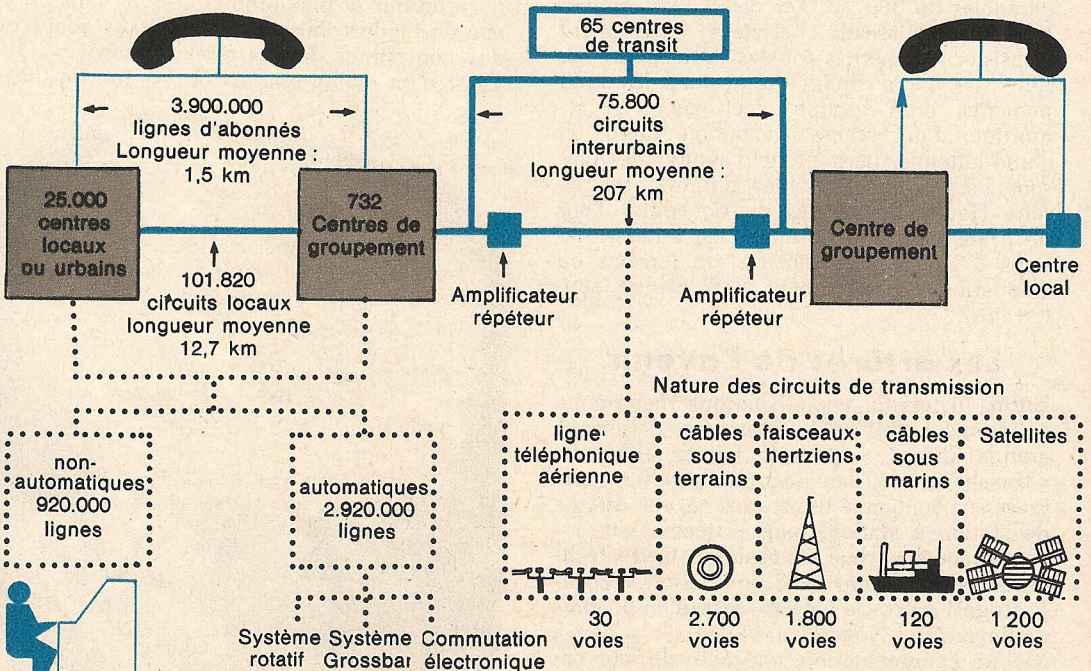 65 centres
de transit
3.900.000
lignes d'abonnés
Longueur moyenne :
1,5 km
75.800
circuits
interurbains
longueur moyenne :
207 km
25.000
centres
locaux
ou urbains
732
Centres de
groupement
Centre de
groupement
Centre
local
101.820
circuits locaux
longueur moyenne
12,7 km
Amplificateur
répéteur
Amplificateur
répéteur
Nature des circuits de transmission
non-
automatiques
920.000
lignes
automatiques
2.920.000
lignes
ligne
téléphonique
aérienne
câbles
sous
terrains
faisceaux
hertziens
câbles
sous
marins
Satellites
30
voies
2.700
voies
1.800
voies
120
voies
1 200
voies
Système
rotatif
Système
Grossbar
Commutation
électronique